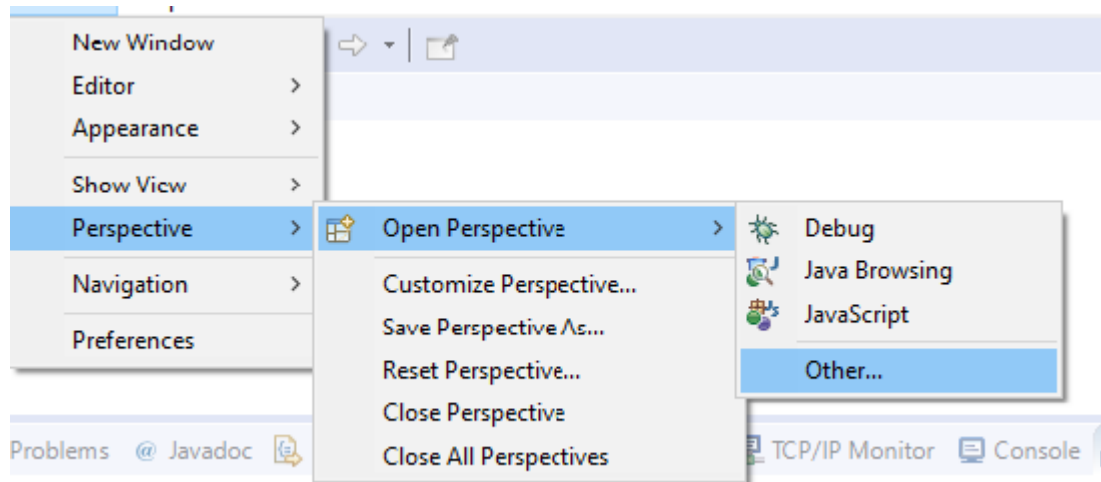 New Window
Editor
Appearance
Show View
Perspective
Navigation
Preferences
Open Perspective
Customize Perspective...
Save Perspective As...
Reset Perspective...
Close Perspective
Close All Perspectives
Debug
Java Browsing
JavaScript
Other...
Problems @ Javadoc
TCP/IP Monitor Console